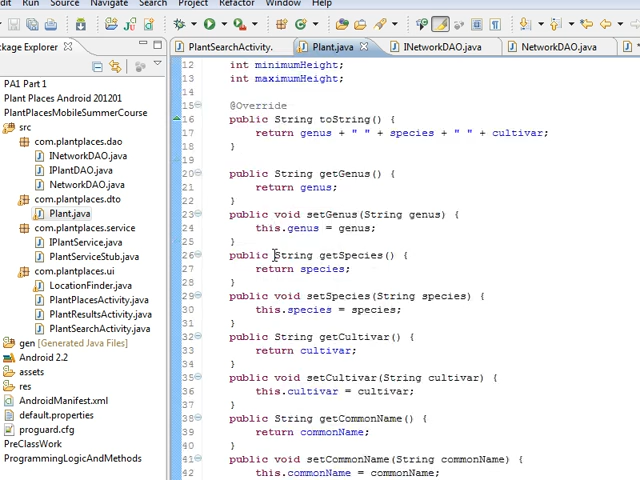 dit Run Source Navigate Search Project Refactor Window Help
ackage Explorer
PA1 Part 1
Plant Places Android 201201
PlantPlacesMobileSummerCourse
src
com.plantplaces.dao
INetworkDAO.java
IPlantDAO.java
NetworkDAO.java
com.plantplaces.dto
Plant.java
com.plantplaces.service
IPlantService.java
PlantServiceStub.java
com.plantplaces.ui
LocationFinder.java
PlantPlacesActivity.java
PlantResultsActivity.java
PlantSearchActivity.java
gen [Generated Java Files]
Android 2.2
assets
res
AndroidManifest.xml
default.properties
proguard.cfg
PreClassWork
ProgrammingLogicAndMethods
PlantSearchActivity. Plant.java INetworkDAO.java NetworkDAO.java
12 int minimumHeight;
13 int maximumHeight;
14
15 @Override
16 public String toString() {
17 return genus + " " + species + " " + cultivar;
18 }
19
20 public String getGenus() {
21 return genus;
22 }
23 public void setGenus(String genus) {
24 this.genus = genus;
25 }
26 public String getSpecies() {
27 return species;
28 }
29 public void setSpecies(String species) {
30 this.species = species;
31 }
32 public String getCultivar() {
33 return cultivar;
34 }
35 public void setCultivar(String cultivar) {
36 this.cultivar = cultivar;
37 }
38 public String getCommonName() {
39 return commonName;
40 }
41 public void setCommonName(String commonName) {
42 this.commonName = commonName;